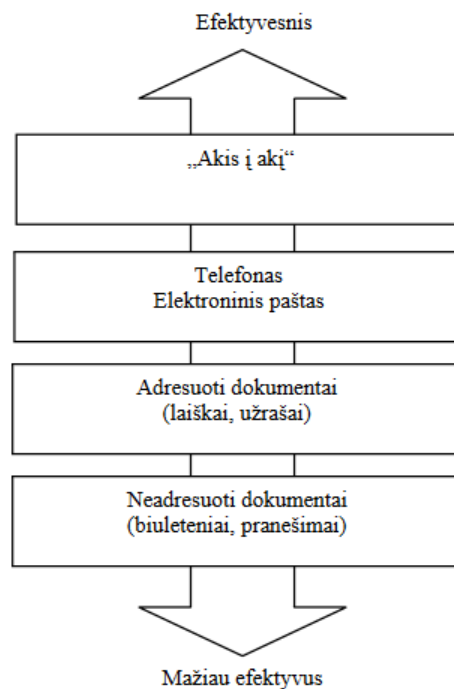 Efektyvesnis
„Akis į akį“
Telefonas
Elektroninis paštas
Adresuoti dokumentai
(laiškai, užrašai)
Neadresuoti dokumentai
(biuleteniai, pranešimai)
Mažiau efektyvus